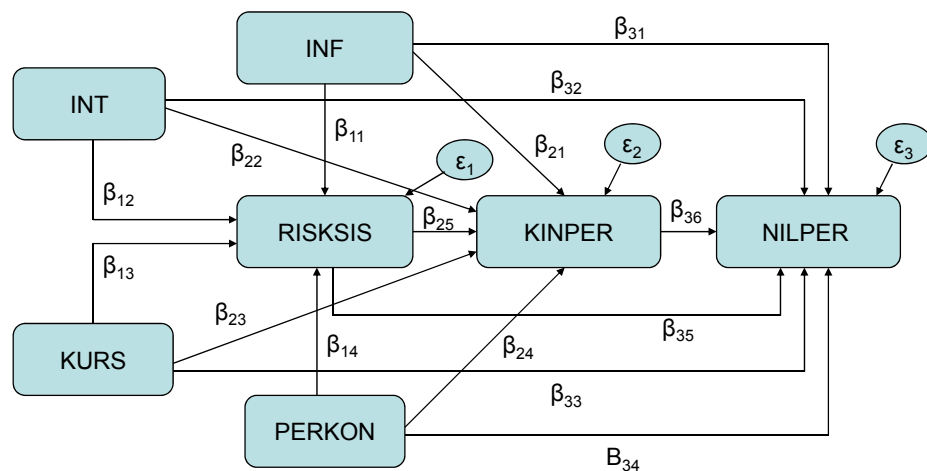 β₃₁
INF
β₃₂
INT
β₁₁
β₂₂
β₂₁
ε₁
ε₂
ε₃
β₁₂
β₂₅
β₃₆
RISKSIS
KINPER
NILPER
β₁₃
β₂₃
β₃₅
β₁₄
β₂₄
KURS
β₃₃
PERKON
B₃₄